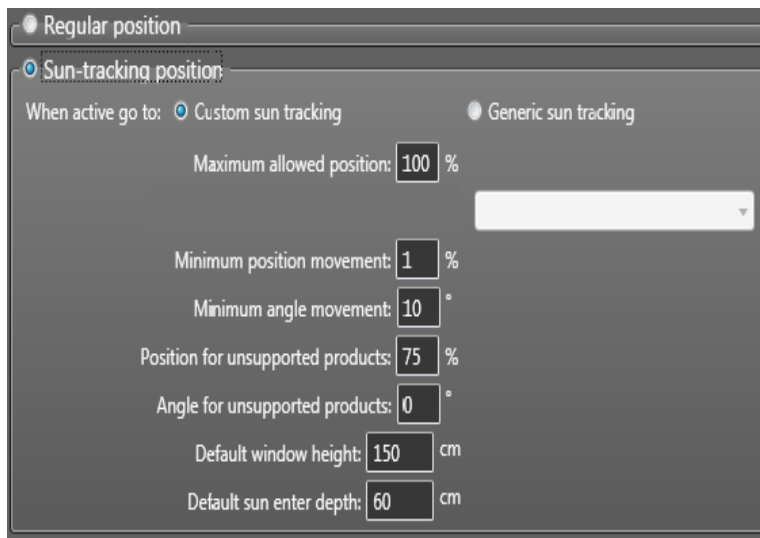 Regular position
Sun-tracking position
When active go to: Custom sun tracking Generic sun tracking
Maximum allowed position: 100 %
Minimum position movement: 1 %
Minimum angle movement: 10 °
Position for unsupported products: 75 %
Angle for unsupported products: 0 °
Default window height: 150 cm
Default sun enter depth: 60 cm